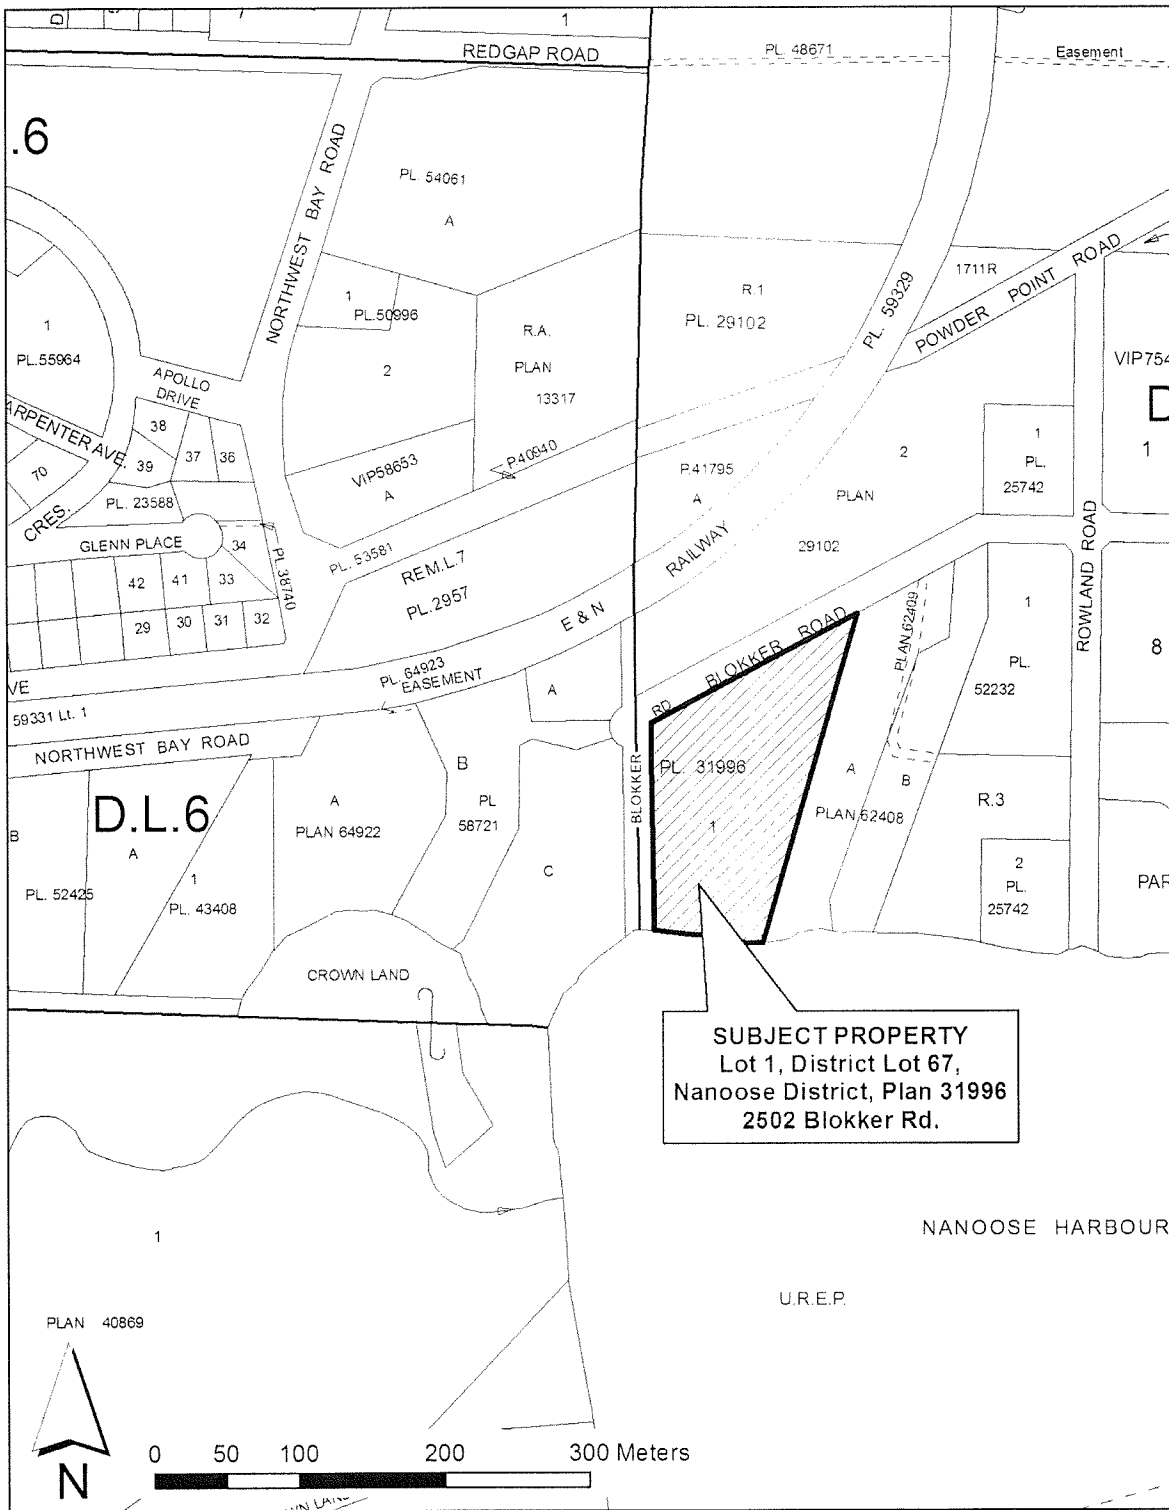 1
REDGAP ROAD
PL. 48671
Easement
.6
NORTHWEST BAY ROAD
PL. 54061
A
1
PL.50996
2
R.A.
PLAN
13317
R.1
PL. 29102
PL. 59329
1711R
POWDER POINT ROAD
VIP754
D
1
PL.55964
APOLLO
DRIVE
ARPENTER AVE.
38
39
37
36
70
PL. 23588
CRES.
GLENN PLACE
34
PL.38740
42
41
33
29
30
31
32
VIP58653
A
P.40940
PL. 53581
REM.L.7
PL.2957
P.41795
A
2
PLAN
29102
1
PL.
25742
1
RAILWAY
E & N
ROWLAND ROAD
PLAN 62409
1
PL.
52232
8
BLOKKER ROAD
RD
BLOKKER
PL. 64923
EASEMENT
A
VE
59331 Lt. 1
NORTHWEST BAY ROAD
B
PL
58721
C
D.L.6
A
PLAN 64922
B
A
PL. 52425
1
PL. 43408
PL. 31996
1
A
B
PLAN 62408
R.3
2
PL.
25742
PAR
CROWN LAND
SUBJECT PROPERTY
Lot 1, District Lot 67,
Nanoose District, Plan 31996
2502 Blokker Rd.
1
NANOOSE HARBOUR
U.R.E.P.
PLAN 40869
N
0 50 100 200 300 Meters